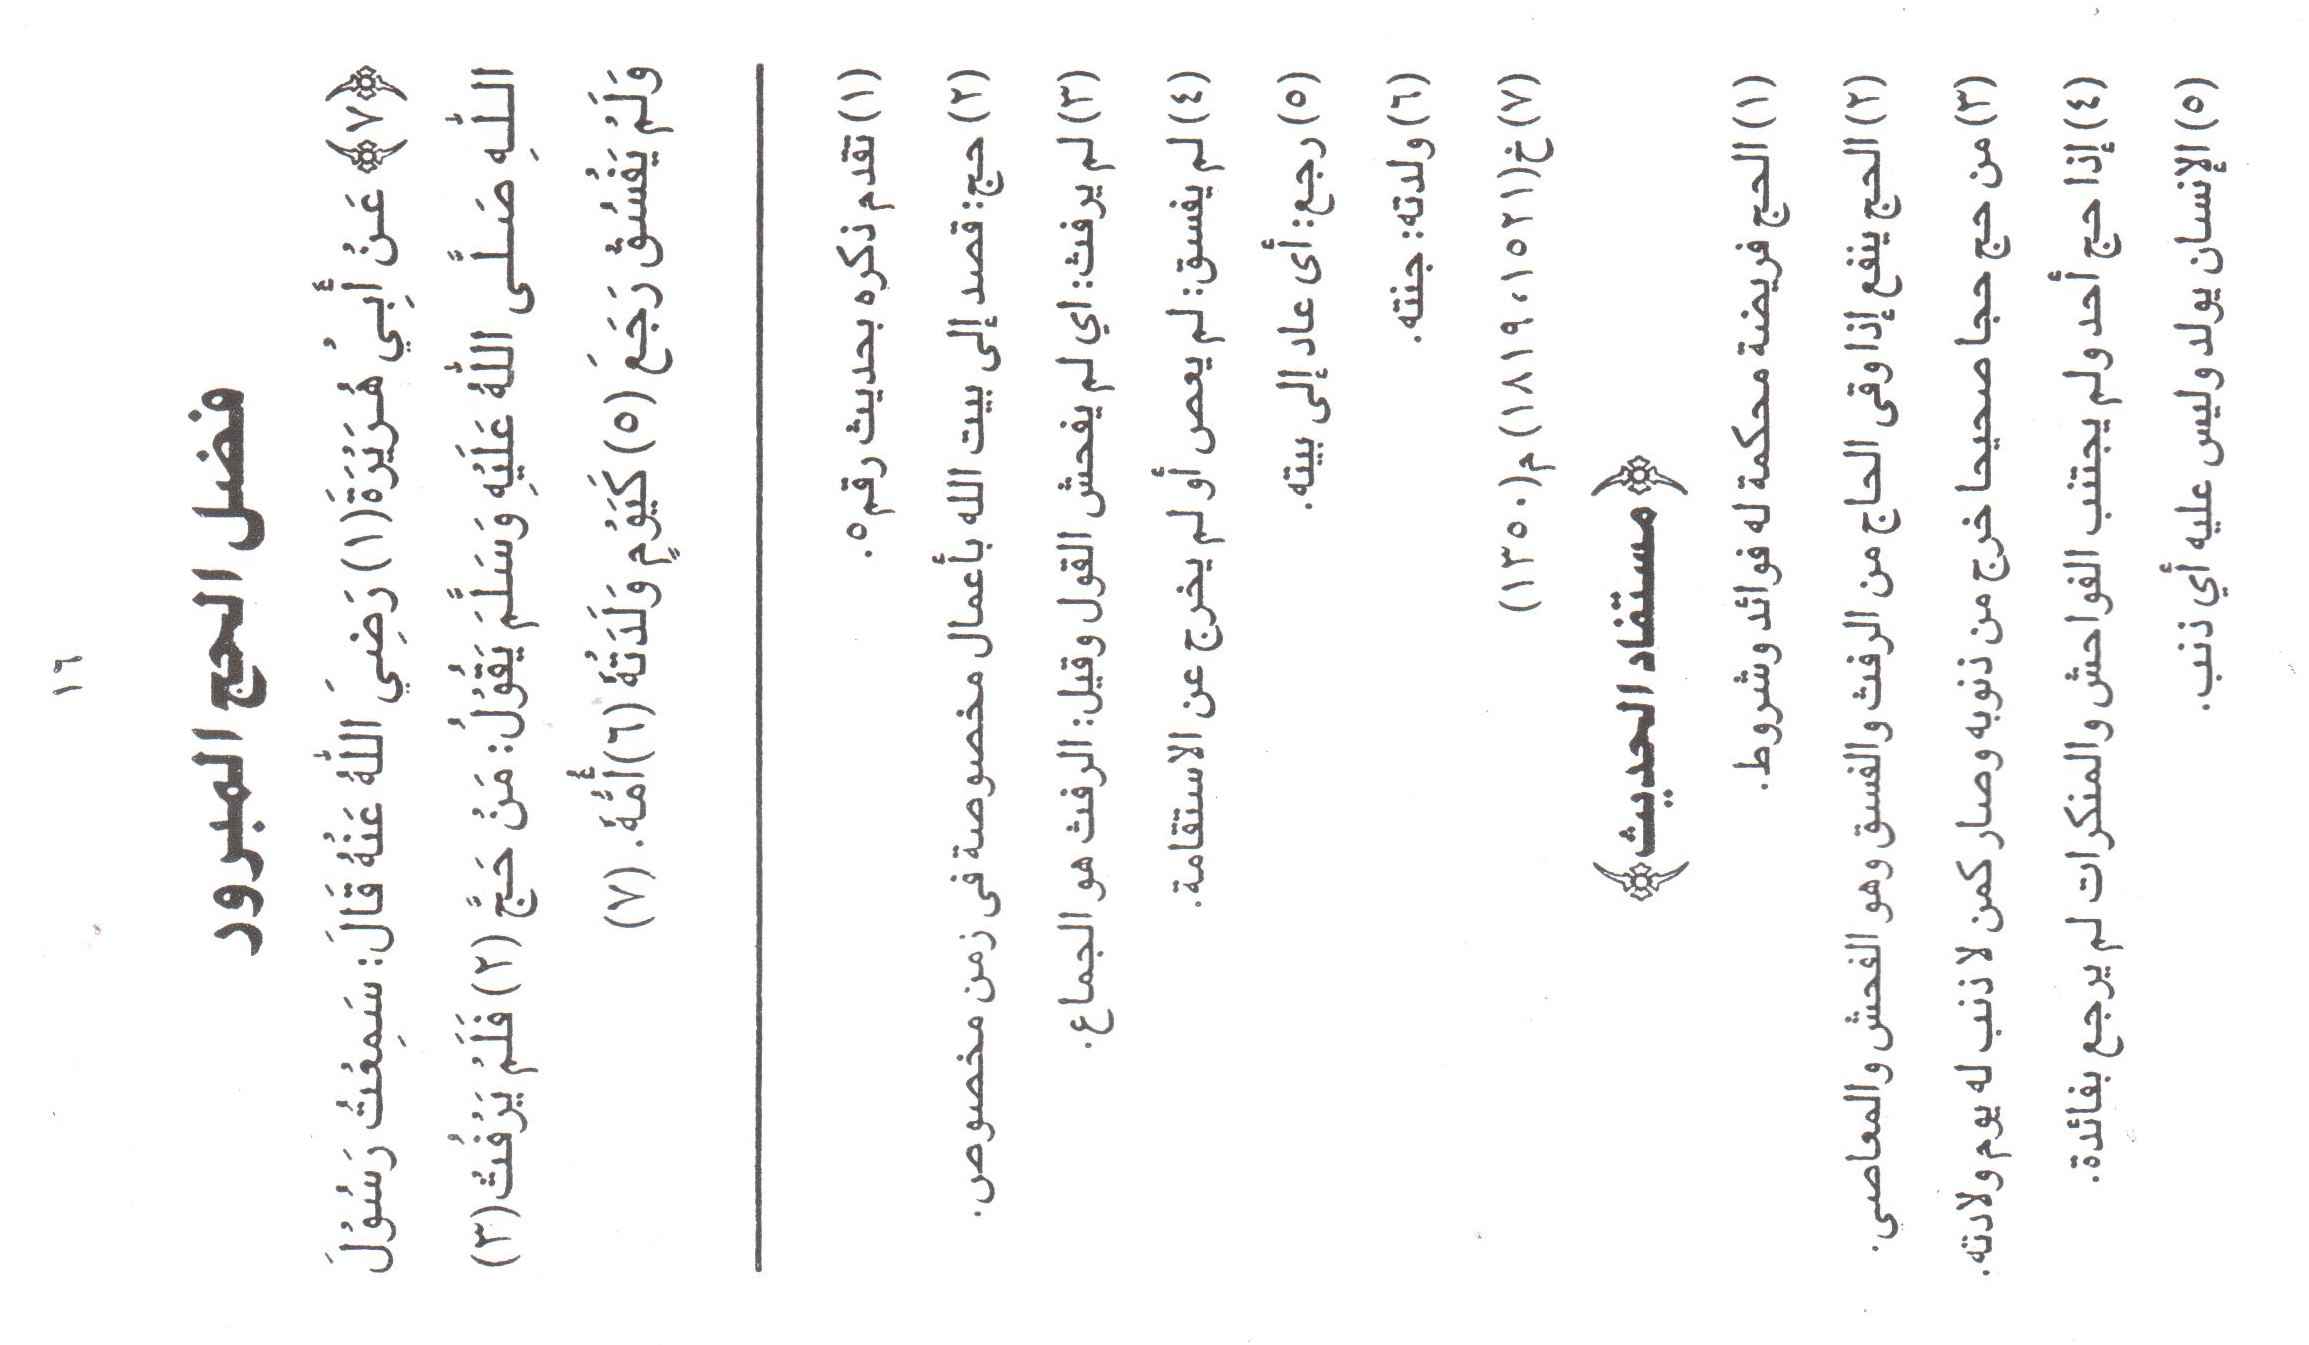 ١٦
فضل الحج المبرور
﴿٧﴾ عَنْ أَبِيْ هُرَيْرَةَ(١) رَضِيَ اللّٰهُ عَنْهُ قَالَ: سَمِعْتُ رَسُوْلَ
اللّٰهِ صَلَّى اللّٰهُ عَلَيْهِ وَسَلَّمَ يَقُوْلُ: مَنْ حَجَّ (٢) فَلَمْ يَرْفُثْ(٣)
وَلَمْ يَفْسُقْ رَجَعَ (٥) كَيَوْمٍ وَلَدَتْهُ (٦)أُمُّهٗ. (٧)
(١) تقدم ذكره بحديث رقم٥.
(٢) حج: قصد إلى بيت الله بأعمال مخصوصة فى زمن مخصوص.
(٣) لم يرفث: اي لم يفحش القول وقيل: الرفث هو الجماع.
(٤) لم يفسق: لم يعص أو لم يخرج عن الاستقامة.
(٥) رجع: أى عاد إلى بيته.
(٦) ولدته: جنته.
(٧) خ(١٥٢١، ١٨١٩) م(١٣٥٠)
﴿مستفاد الحديث﴾
(١) الحج فريضة محكمة له فوائد وشروط.
(٢) الحج ينفع إذا وقى الحاج من الرفث والفسق وهو الفحش والمعاصى.
(٣) من حج حجا صحيحا خرج من ذنوبه وصار كمن لا ذنب له يوم ولادته.
(٤) إذا حج أحد ولم يجتنب الفواحش والمنكرات لم يرجع بفائدة.
(٥) الإنسان يولد وليس عليه أي ذنب.